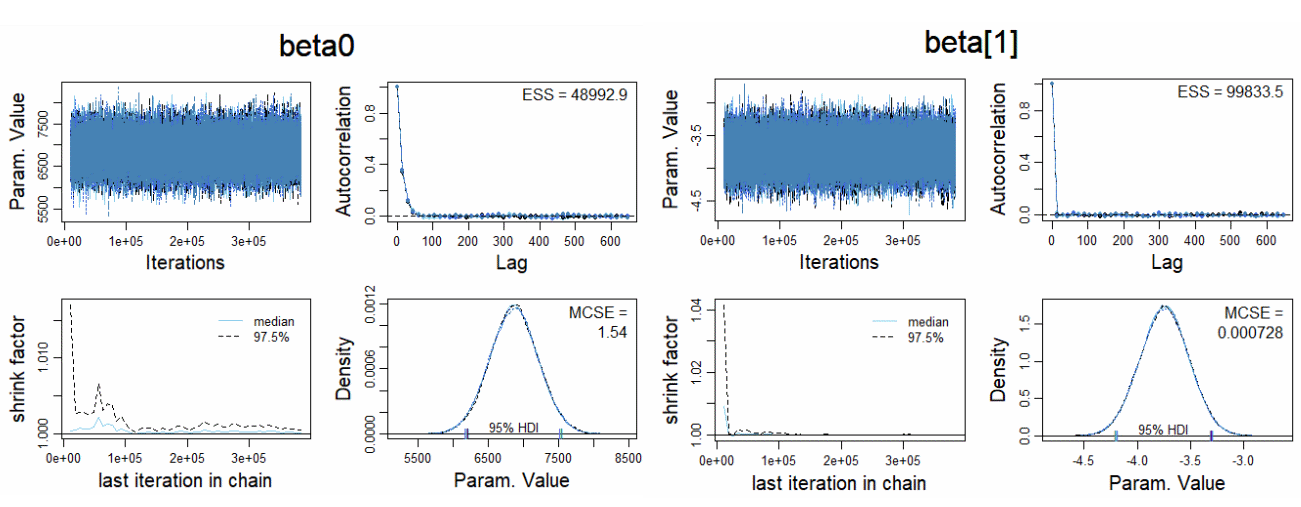 beta0
Param. Value
5500 6500 7500
0e+00 1e+05 2e+05 3e+05
Iterations
Autocorrelation
0.0 0.4 0.8
ESS = 48992.9
0 100 200 300 400 500 600
Lag
shrink factor
1.000 1.010
median
97.5%
0e+00 1e+05 2e+05 3e+05
last iteration in chain
Density
0.0000 0.0006 0.0012
MCSE =
1.54
95% HDI
5500 6500 7500 8500
Param. Value
beta[1]
Param. Value
-4.5 -3.5
0e+00 1e+05 2e+05 3e+05
Iterations
Autocorrelation
0.0 0.4 0.8
ESS = 99833.5
0 100 200 300 400 500 600
Lag
shrink factor
1.00 1.02 1.04
median
97.5%
0e+00 1e+05 2e+05 3e+05
last iteration in chain
Density
0.0 0.5 1.0 1.5
MCSE =
0.000728
95% HDI
-4.5 -4.0 -3.5 -3.0
Param. Value